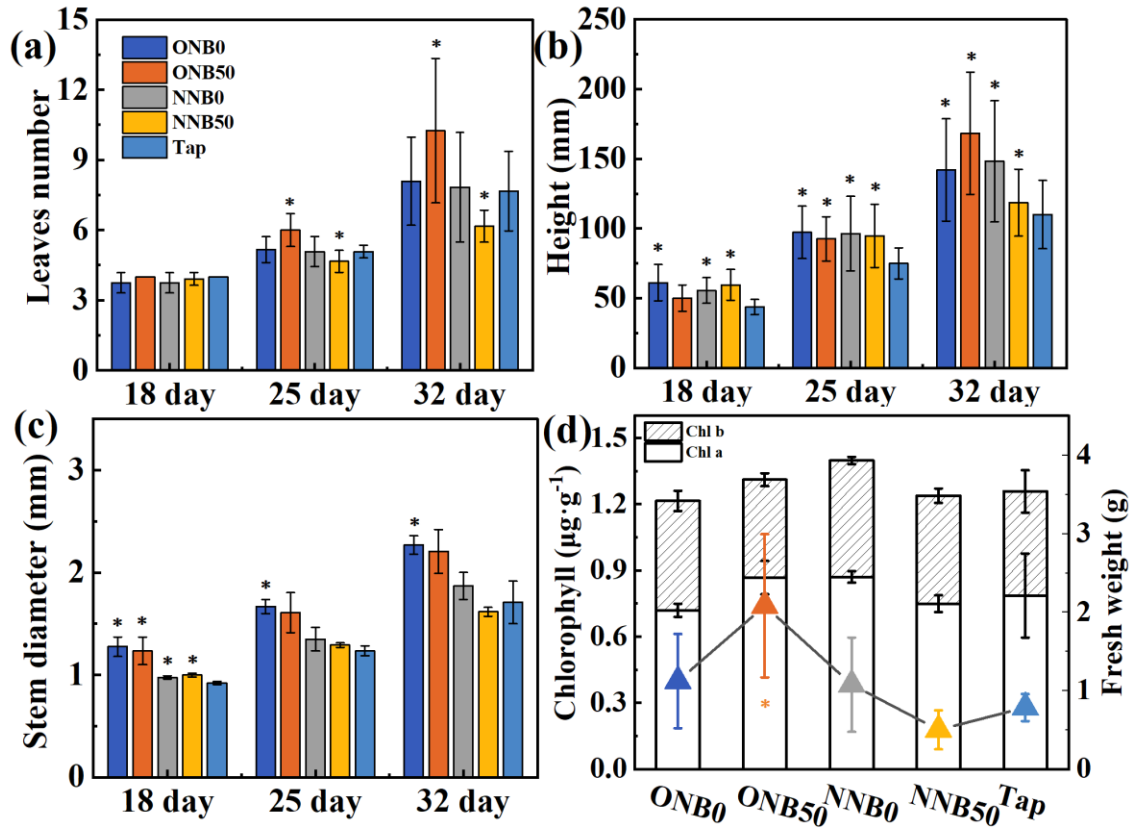 (a)
Leaves number
15
12
9
6
3
0
ONB0
ONB50
NNB0
NNB50
Tap
*
*
*
*
18 day
25 day
32 day
(b)
Height (mm)
250
200
150
100
50
0
*
*
*
*
*
*
*
*
*
*
*
18 day
25 day
32 day
(c)
Stem diameter (mm)
3
2
1
0
*
*
*
*
*
*
18 day
25 day
32 day
(d)
Chlorophyll (μg·g⁻¹)
1.5
1.2
0.9
0.6
0.3
0.0
Chl b
Chl a
*
Fresh weight (g)
4
3
2
1
0
ONB0
ONB50
NNB0
NNB50
Tap